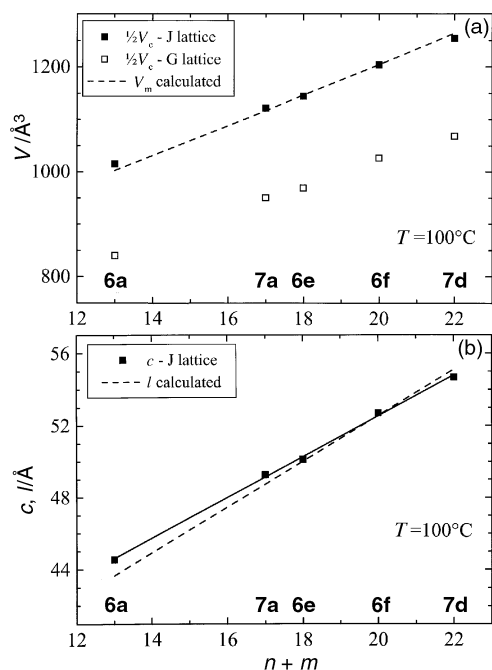 (a)
½Vc - J lattice
½Vc - G lattice
Vm calculated
1200
1000
800
V/Å³
T =100°C
6a 7a 6e 6f 7d
12 14 16 18 20 22
(b)
c - J lattice
l calculated
56
52
48
44
c, l/Å
T =100°C
6a 7a 6e 6f 7d
12 14 16 18 20 22
n + m